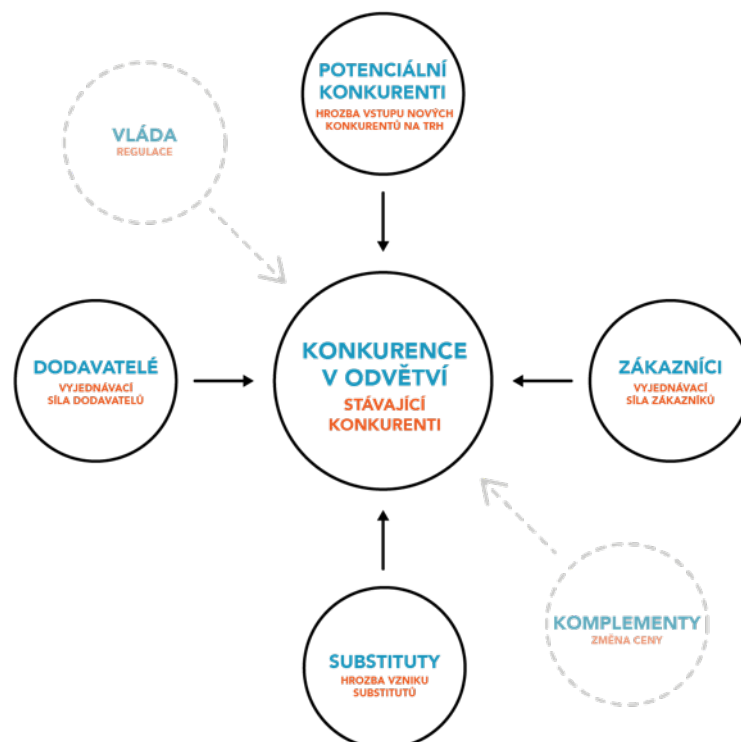 POTENCIÁLNÍ
KONKURENTI
HROZBA VSTUPU NOVÝCH
KONKURENTŮ NA TRH
VLÁDA
REGULACE
DODAVATELÉ
VYJEDNÁVACÍ
SÍLA DODAVATELŮ
KONKURENCE
V ODVĚTVÍ
STÁVAJÍCÍ
KONKURENTI
ZÁKAZNÍCI
VYJEDNÁVACÍ
SÍLA ZÁKAZNÍKŮ
KOMPLEMENTY
ZMĚNA CENY
SUBSTITUTY
HROZBA VZNIKU
SUBSTITUTŮ